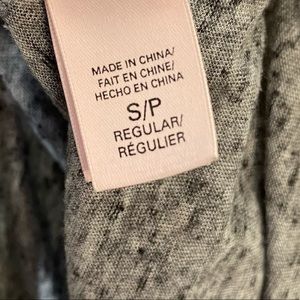 MADE IN CHINA/
FAIT EN CHINE/
HECHO EN CHINA
S/P
REGULAR/
RÉGULIER